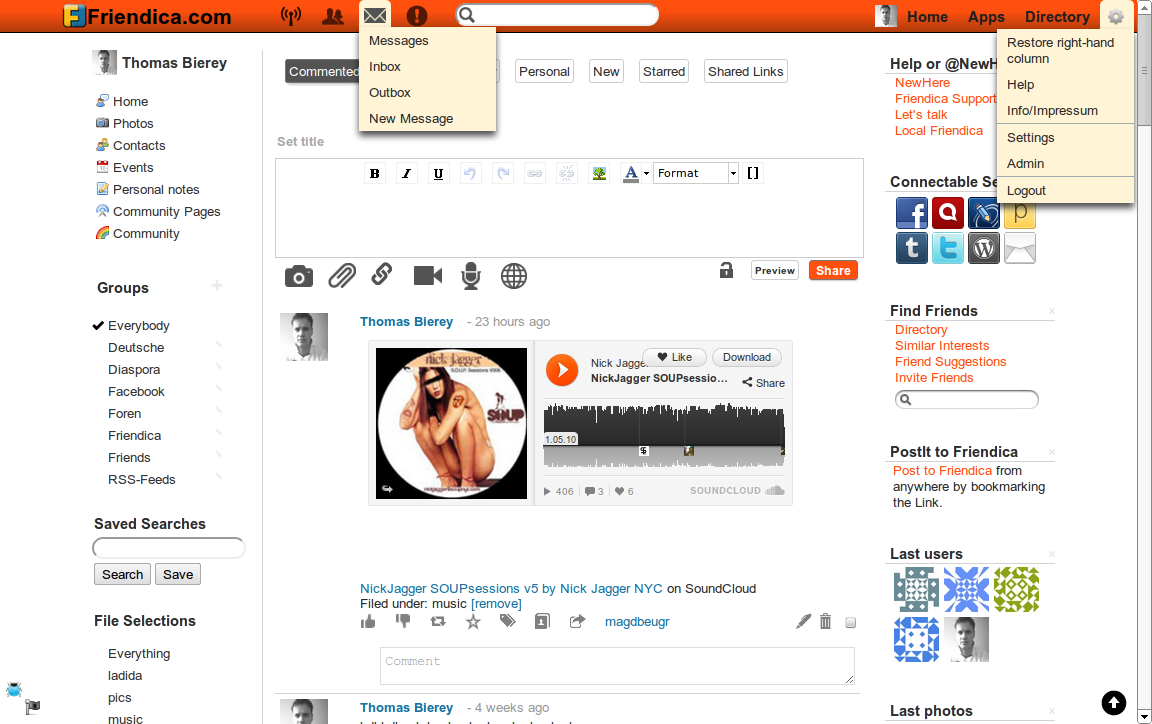 Friendica.com
Home
Apps
Directory
Messages
Inbox
Outbox
New Message
Restore right-hand
column
Help
Info/Impressum
Settings
Admin
Logout
Thomas Bierey
Home
Photos
Contacts
Events
Personal notes
Community Pages
Community
Groups
Everybody
Deutsche
Diaspora
Facebook
Foren
Friendica
Friends
RSS-Feeds
Saved Searches
Search Save
File Selections
Everything
ladida
pics
music
Commented
Personal
New
Starred
Shared Links
Set title
B I U A Format []
Preview
Share
Thomas Bierey - 23 hours ago
nick Jagger
S.O.U.P. Sessions V005
SOUP
Nick Jagge
Like
Download
NickJagger SOUPsessio...
Share
1.05.10
406 3 6
SOUNDCLOUD
NickJagger SOUPsessions v5 by Nick Jagger NYC on SoundCloud
Filed under: music [remove]
magdbeugr
Comment
Thomas Bierey - 4 weeks ago
Help or @NewH
NewHere
Friendica Support
Let's talk
Local Friendica
Connectable Se
Find Friends
Directory
Similar Interests
Friend Suggestions
Invite Friends
PostIt to Friendica
Post to Friendica from
anywhere by bookmarking
the Link.
Last users
Last photos